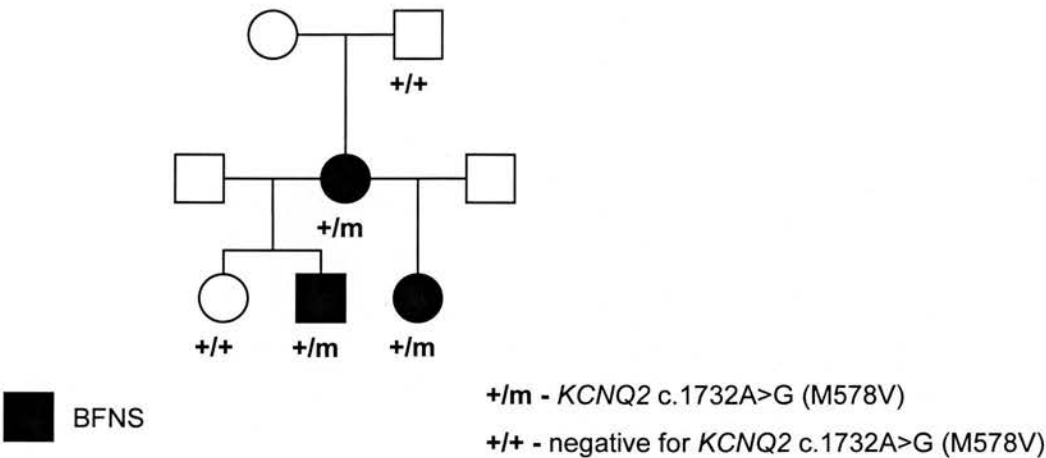 +/+
+/m
+/+ +/m +/m
BFNS
+/m - KCNQ2 c.1732A>G (M578V)
+/+ - negative for KCNQ2 c.1732A>G (M578V)